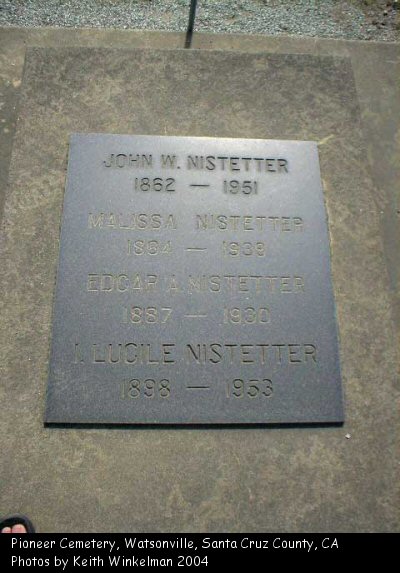 JOHN W. NISTETTER
1862 — 1951
MALISSA NISTETTER
1864 — 1939
EDGAR A. NISTETTER
1887 — 1930
I. LUCILE NISTETTER
1898 — 1953
Pioneer Cemetery, Watsonville, Santa Cruz County, CA
Photos by Keith Winkelman 2004